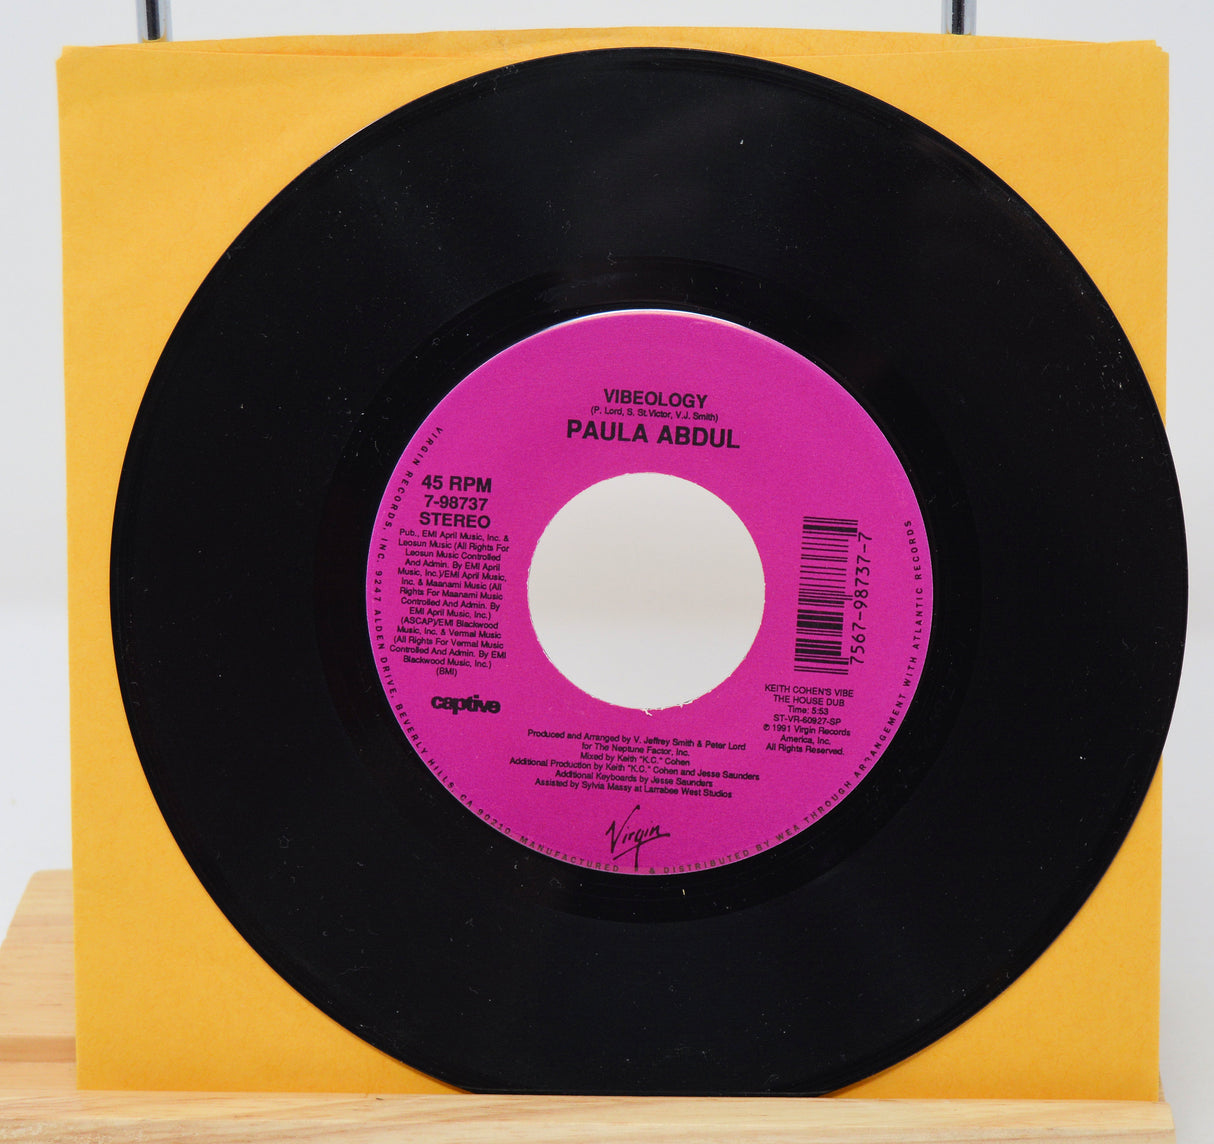 VIBEOLOGY
(P. Lord, S. St. Victor, V.J. Smith)
PAULA ABDUL
45 RPM
7-98737
STEREO
Pub., EMI April Music, Inc. &
Leosun Music (All Rights For
Leosun Music Controlled
And Admin. By EMI April
Music, Inc.)/EMI April Music,
Inc. & Maanami Music (All
Rights For Maanami Music
Controlled And Admin. By
EMI April Music, Inc.)
(ASCAP)/EMI Blackwood
Music, Inc. & Vermal Music
(All Rights For Vermal Music
Controlled And Admin. By EMI
Blackwood Music, Inc.)
(BMI)
captive
7567-98737-7
KEITH COHEN'S VIBE
THE HOUSE DUB
Time: 5:53
ST-VR-60927-SP
℗ 1991 Virgin Records
America, Inc.
All Rights Reserved.
Produced and Arranged by V. Jeffrey Smith & Peter Lord
for The Neptune Factor, Inc.
Mixed by Keith "K.C." Cohen
Additional Production by Keith "K.C." Cohen and Jesse Saunders
Additional Keyboards by Jesse Saunders
Assisted by Sylvia Massy at Larrabee West Studios
Virgin
VIRGIN RECORDS, INC. 9247 ALDEN DRIVE, BEVERLY HILLS, CA 90210. MANUFACTURED & DISTRIBUTED BY WEA THROUGH ARRANGEMENT WITH ATLANTIC RECORDS